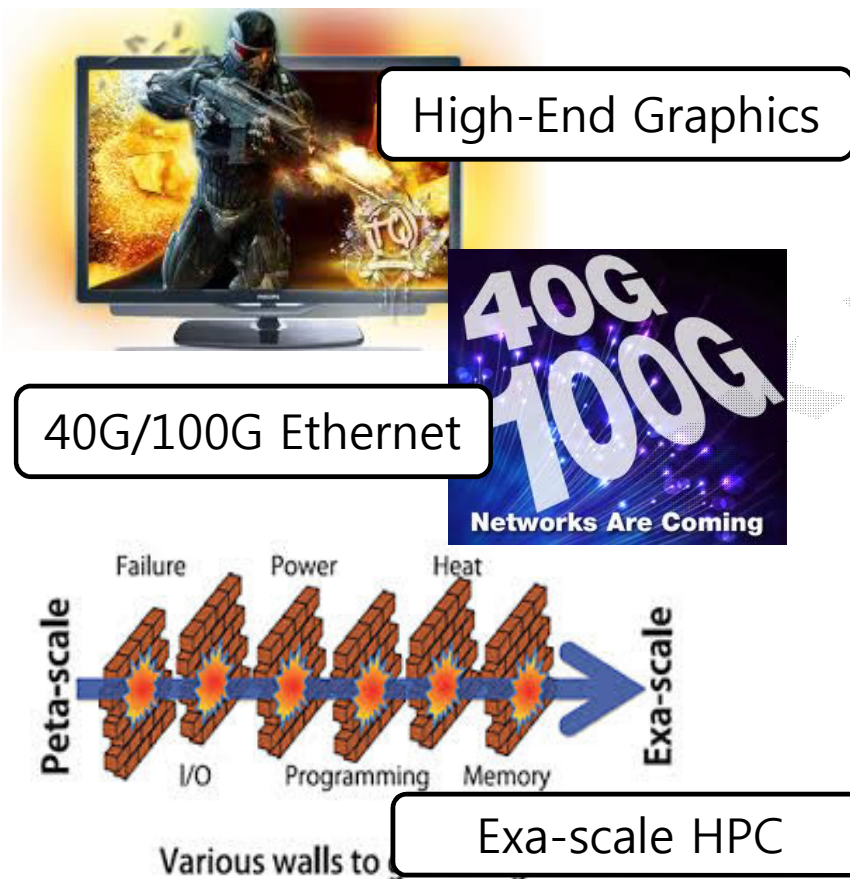 High-End Graphics
PHILIPS
40G
100G
Networks Are Coming
40G/100G Ethernet
Failure Power Heat
Peta-scale
Exa-scale
I/O Programming Memory
Exa-scale HPC
Various walls to